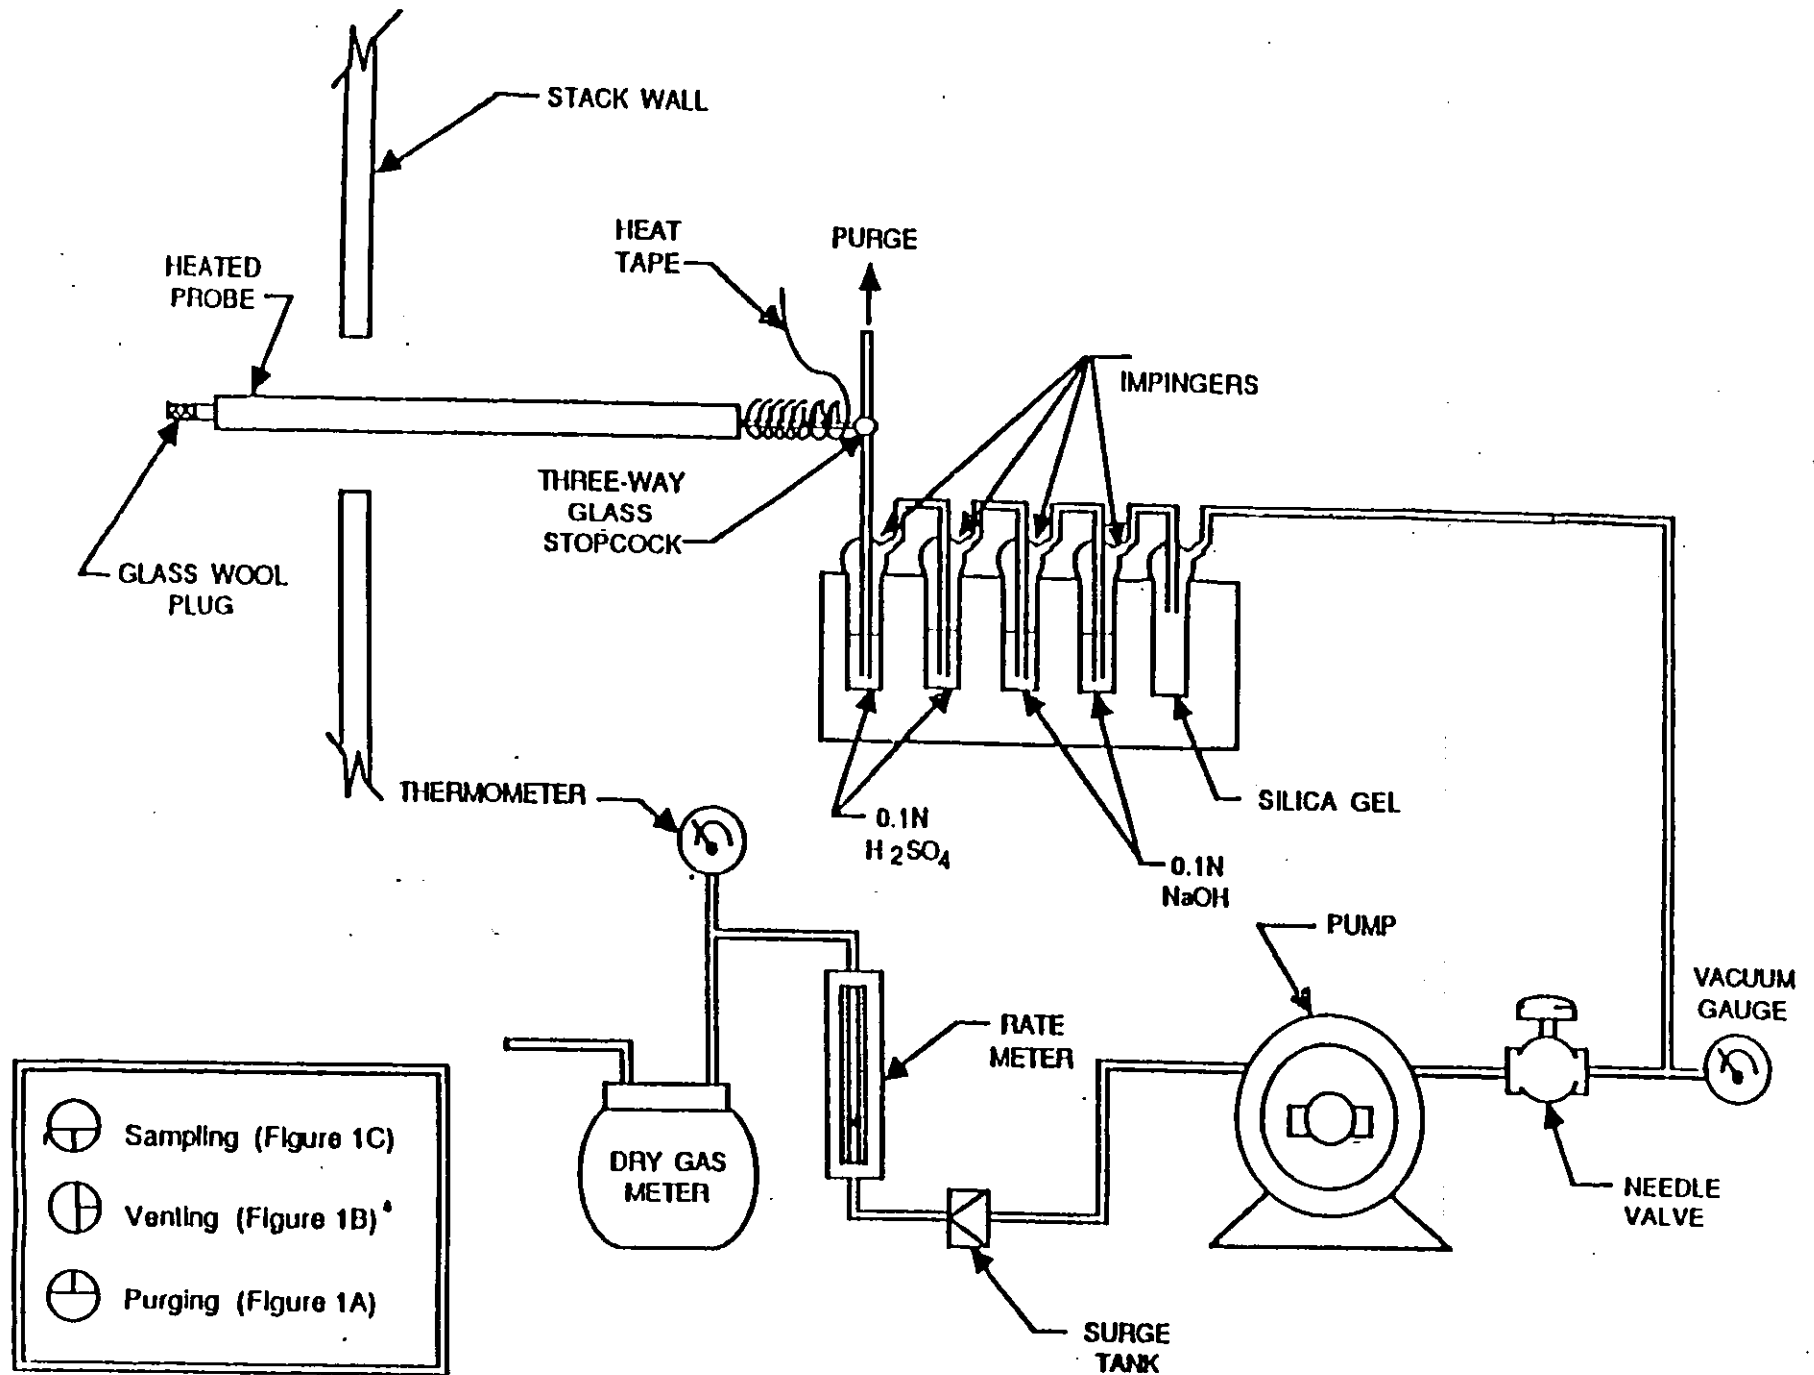 STACK WALL
HEAT
TAPE
PURGE
HEATED
PROBE
IMPINGERS
THREE-WAY
GLASS
STOPCOCK
GLASS WOOL
PLUG
THERMOMETER
0.1N
H2SO4
SILICA GEL
0.1N
NaOH
PUMP
VACUUM
GAUGE
RATE
METER
DRY GAS
METER
NEEDLE
VALVE
SURGE
TANK
Sampling (Figure 1C)
Venting (Figure 1B)
Purging (Figure 1A)